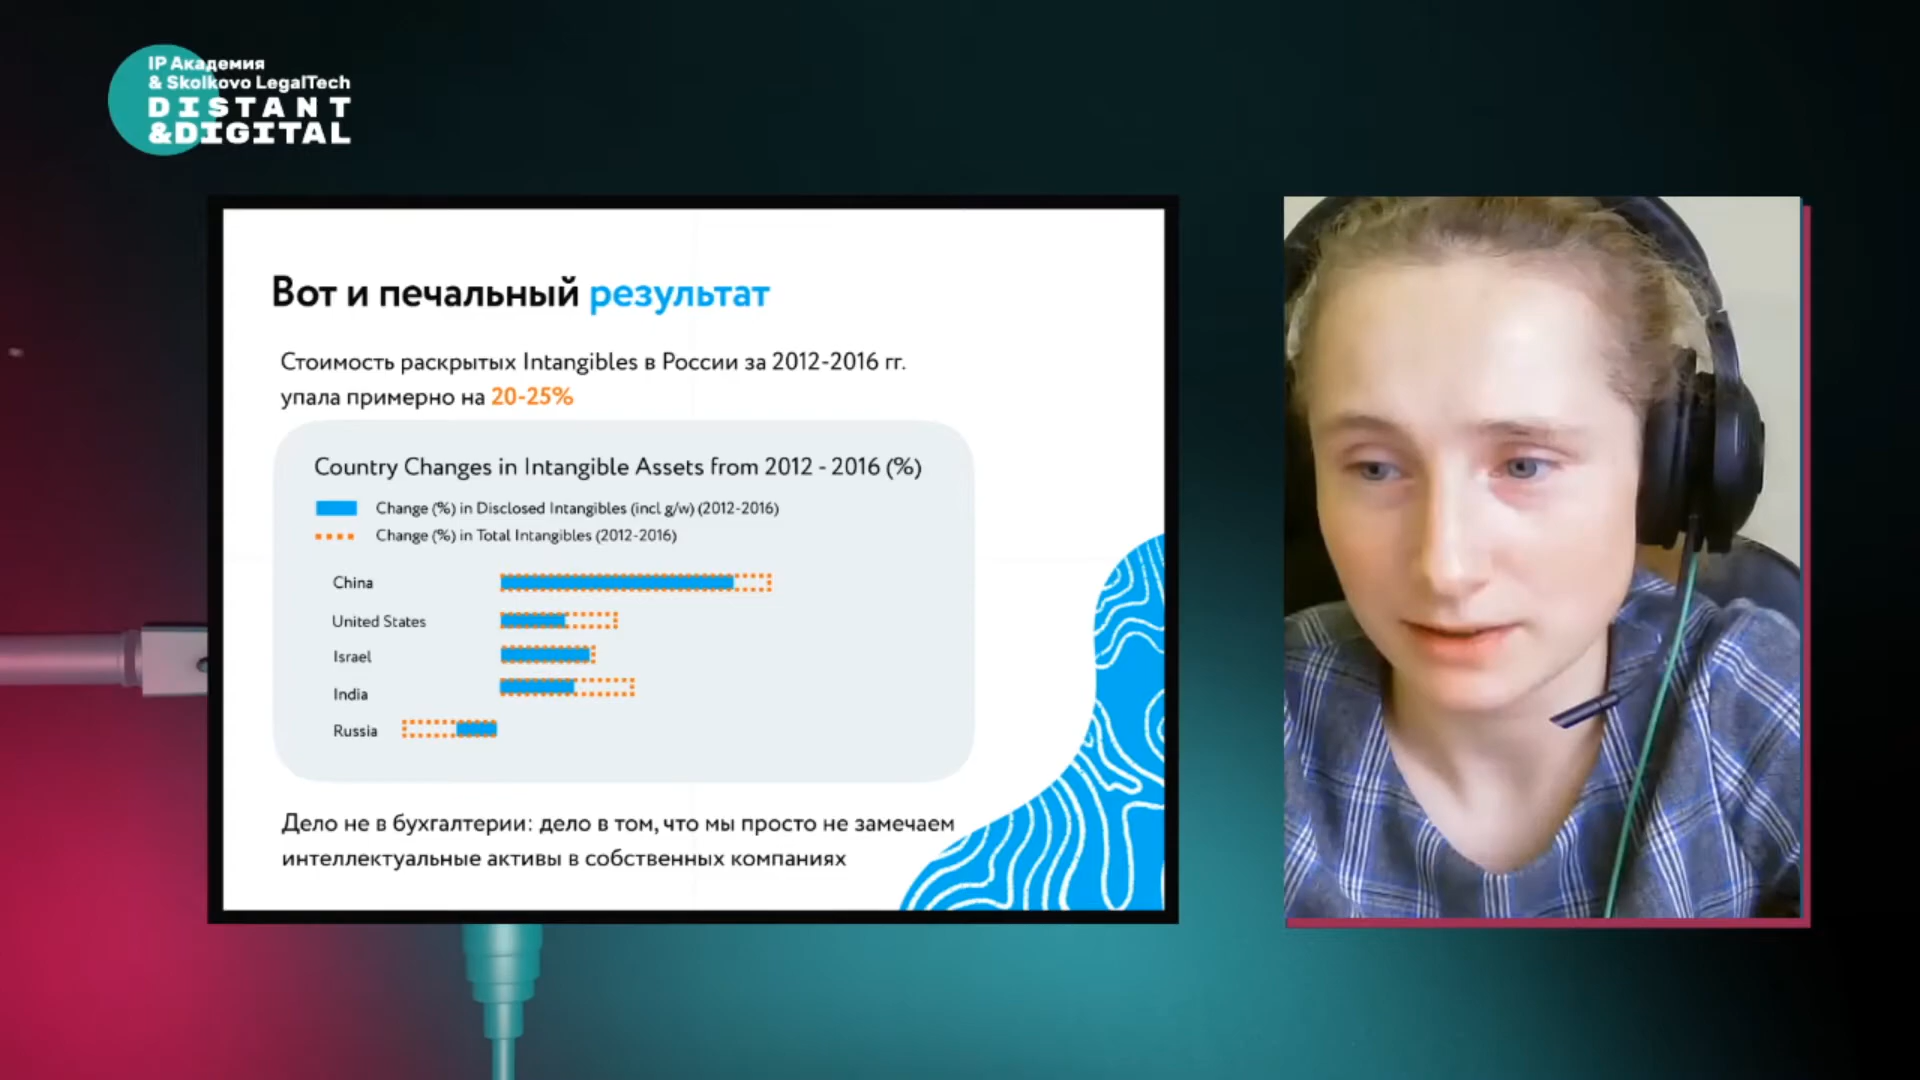 IP Академия
& Skolkovo LegalTech
DISTANT
&DIGITAL
Вот и печальный результат
Стоимость раскрытых Intangibles в России за 2012-2016 гг.
упала примерно на 20-25%
Country Changes in Intangible Assets from 2012 - 2016 (%)
Change (%) in Disclosed Intangibles (incl g/w) (2012-2016)
Change (%) in Total Intangibles (2012-2016)
China
United States
Israel
India
Russia
Дело не в бухгалтерии: дело в том, что мы просто не замечаем
интеллектуальные активы в собственных компаниях